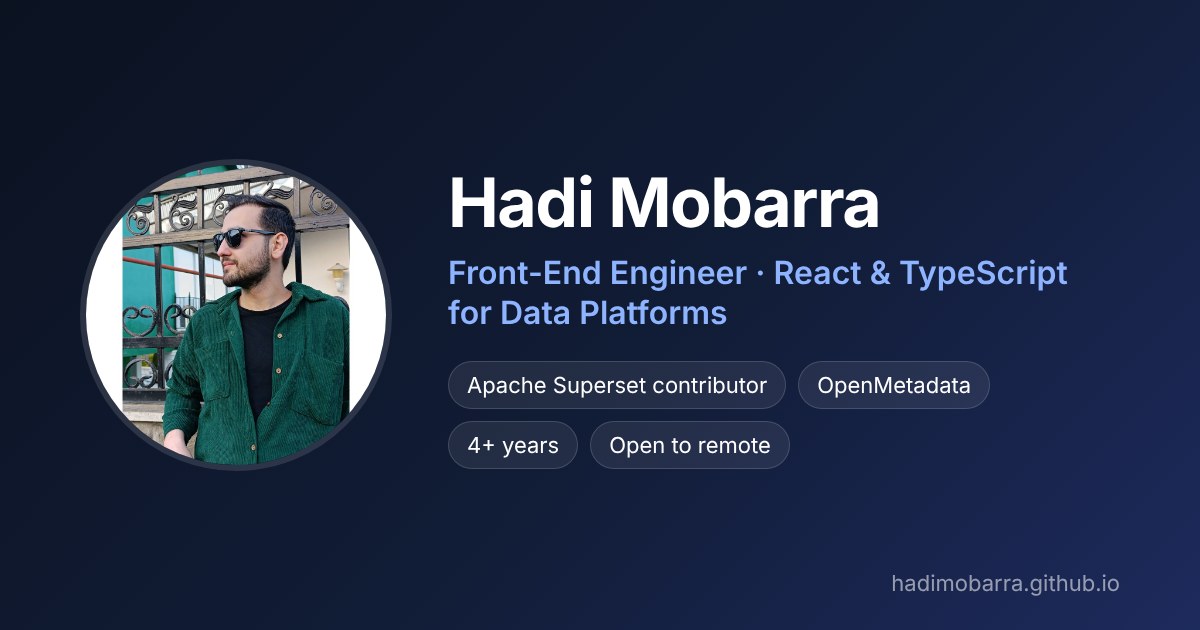 Hadi Mobarra
Front-End Engineer · React & TypeScript
for Data Platforms
Apache Superset contributor
OpenMetadata
4+ years
Open to remote
hadimobarra.github.io